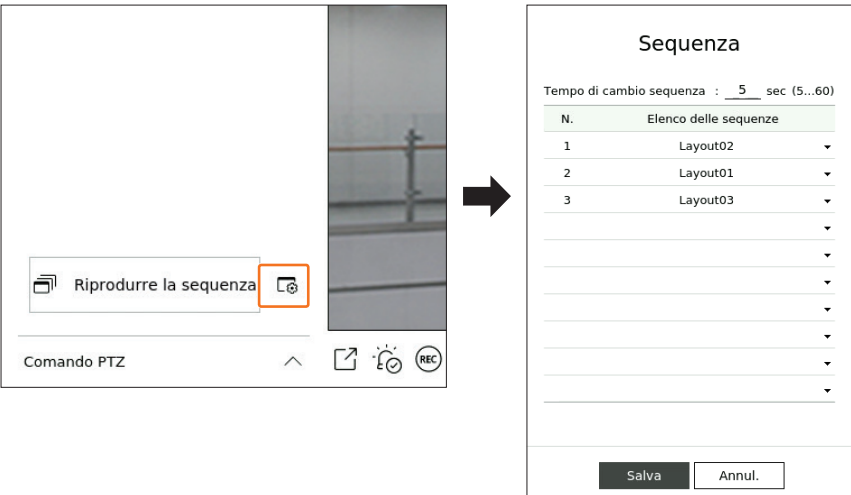 Riprodurre la sequenza
Comando PTZ
REC
Sequenza
Tempo di cambio sequenza : 5 sec (5...60)
N. Elenco delle sequenze
1 Layout02
2 Layout01
3 Layout03
Salva Annul.